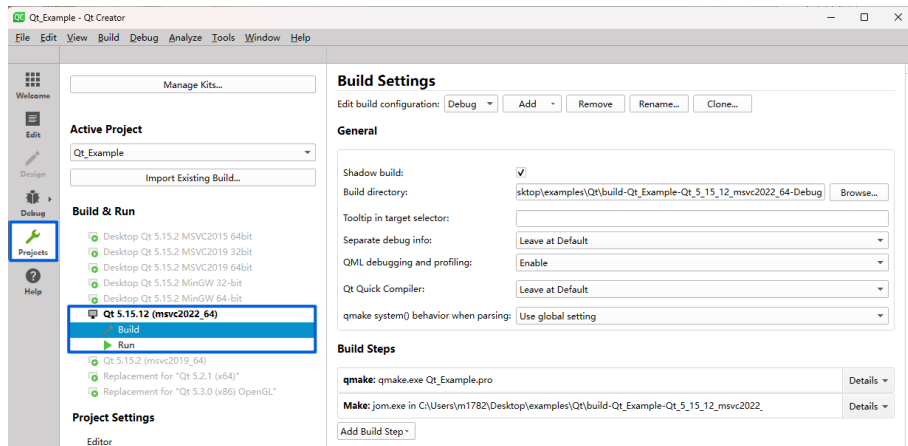 Qt_Example - Qt Creator
File Edit View Build Debug Analyze Tools Window Help
Welcome
Edit
Design
Debug
Projects
Help
Manage Kits...
Active Project
Qt_Example
Import Existing Build...
Build & Run
Desktop Qt 5.15.2 MSVC2015 64bit
Desktop Qt 5.15.2 MSVC2019 32bit
Desktop Qt 5.15.2 MSVC2019 64bit
Desktop Qt 5.15.2 MinGW 32-bit
Desktop Qt 5.15.2 MinGW 64-bit
Qt 5.15.12 (msvc2022_64)
Build
Run
Qt 5.15.2 (msvc2019_64)
Replacement for "Qt 5.2.1 (x64)"
Replacement for "Qt 5.3.0 (x86) OpenGL"
Project Settings
Editor
Build Settings
Edit build configuration: Debug Add Remove Rename... Clone...
General
Shadow build:
Build directory: sktop\examples\Qt\build-Qt_Example-Qt_5_15_12_msvc2022_64-Debug Browse...
Tooltip in target selector:
Separate debug info: Leave at Default
QML debugging and profiling: Enable
Qt Quick Compiler: Leave at Default
qmake system() behavior when parsing: Use global setting
Build Steps
qmake: qmake.exe Qt_Example.pro Details
Make: jom.exe in C:\Users\m1782\Desktop\examples\Qt\build-Qt_Example-Qt_5_15_12_msvc2022_ Details
Add Build Step